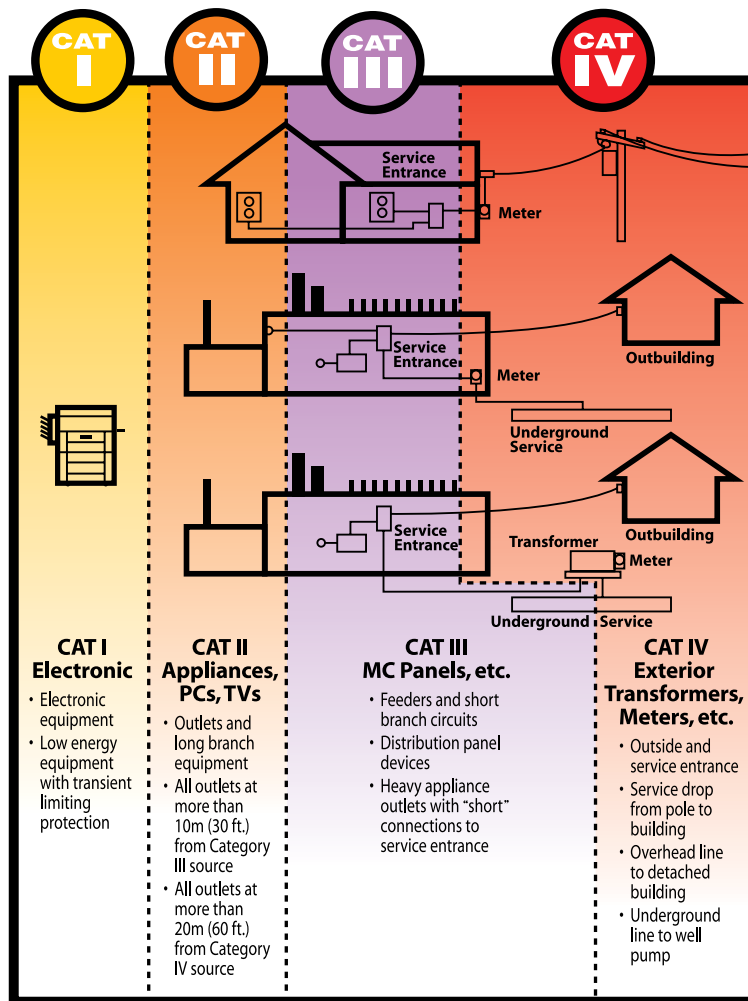 CAT
I
CAT
II
CAT
III
CAT
IV
Service
Entrance
Meter
Service
Entrance
Meter
Outbuilding
Underground
Service
Service
Entrance
Transformer
Meter
Outbuilding
Underground Service
CAT I
Electronic
• Electronic
equipment
• Low energy
equipment
with transient
limiting
protection
CAT II
Appliances,
PCs, TVs
• Outlets and
long branch
equipment
• All outlets at
more than
10m (30 ft.)
from Category
III source
• All outlets at
more than
20m (60 ft.)
from Category
IV source
CAT III
MC Panels, etc.
• Feeders and short
branch circuits
• Distribution panel
devices
• Heavy appliance
outlets with “short”
connections to
service entrance
CAT IV
Exterior
Transformers,
Meters, etc.
• Outside and
service entrance
• Service drop
from pole to
building
• Overhead line
to detached
building
• Underground
line to well
pump